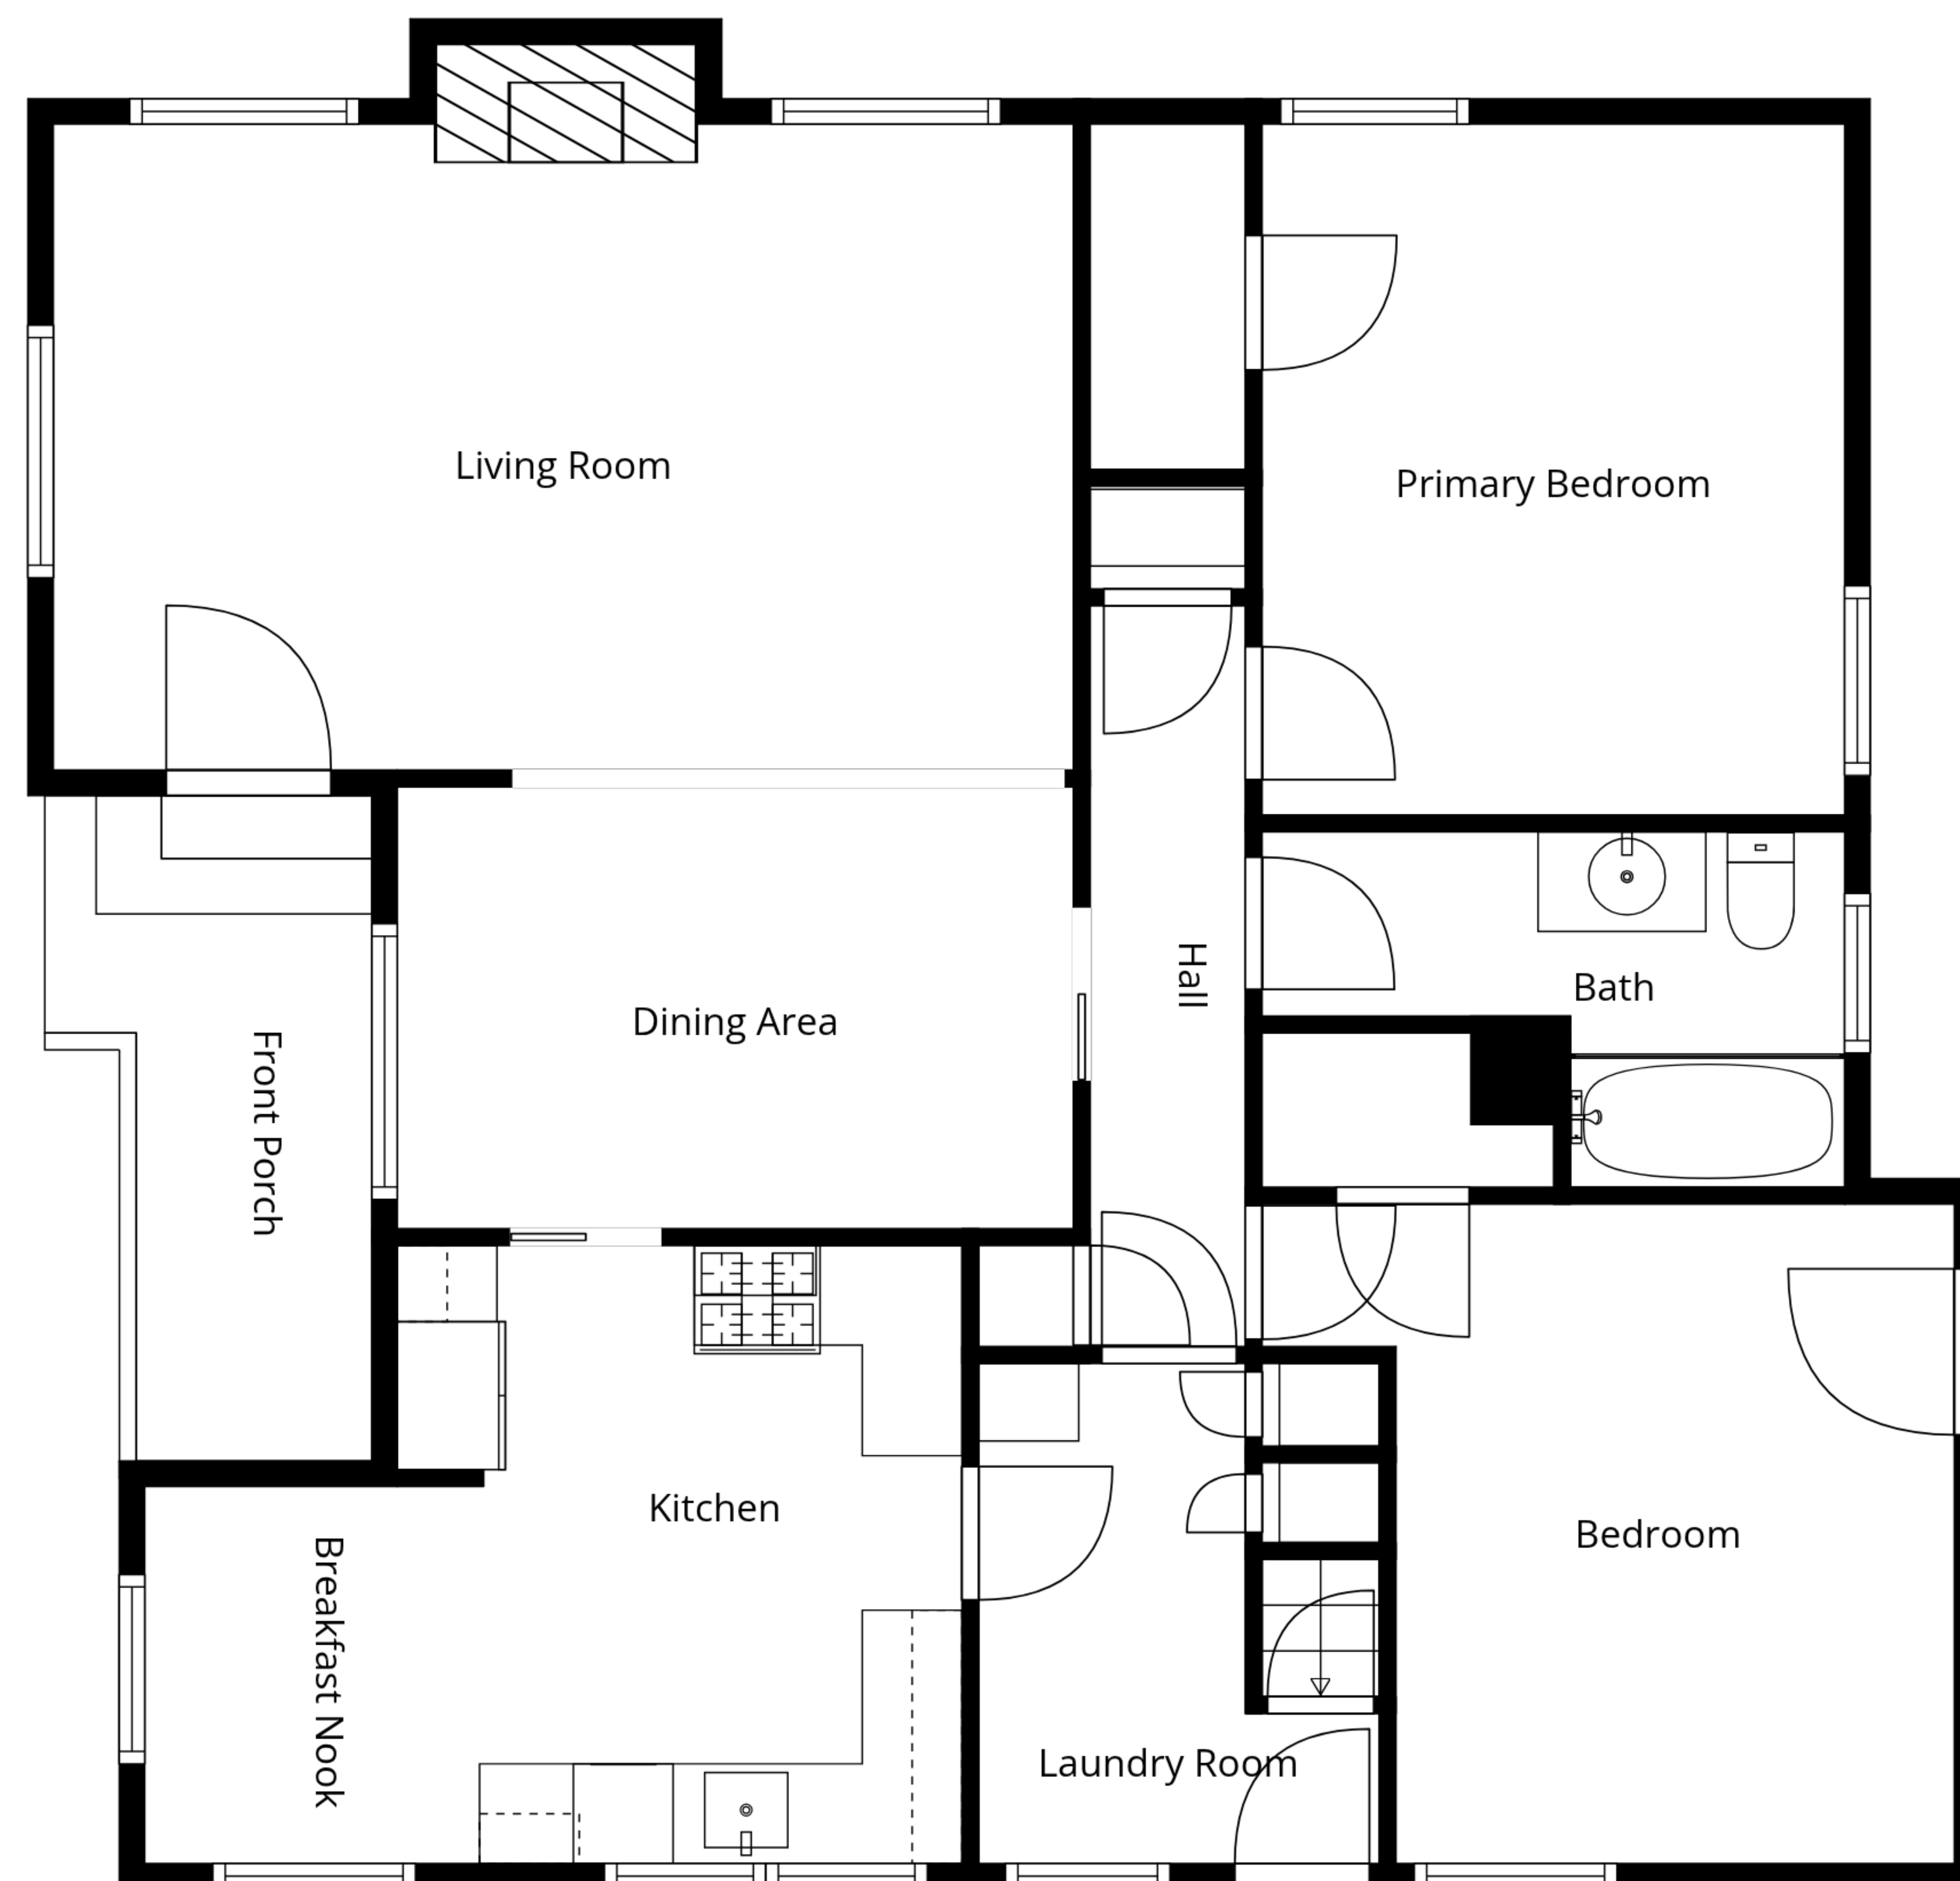 Living Room
Primary Bedroom
Hall
Bath
Dining Area
Front Porch
Kitchen
Bedroom
Breakfast Nook
Laundry Room